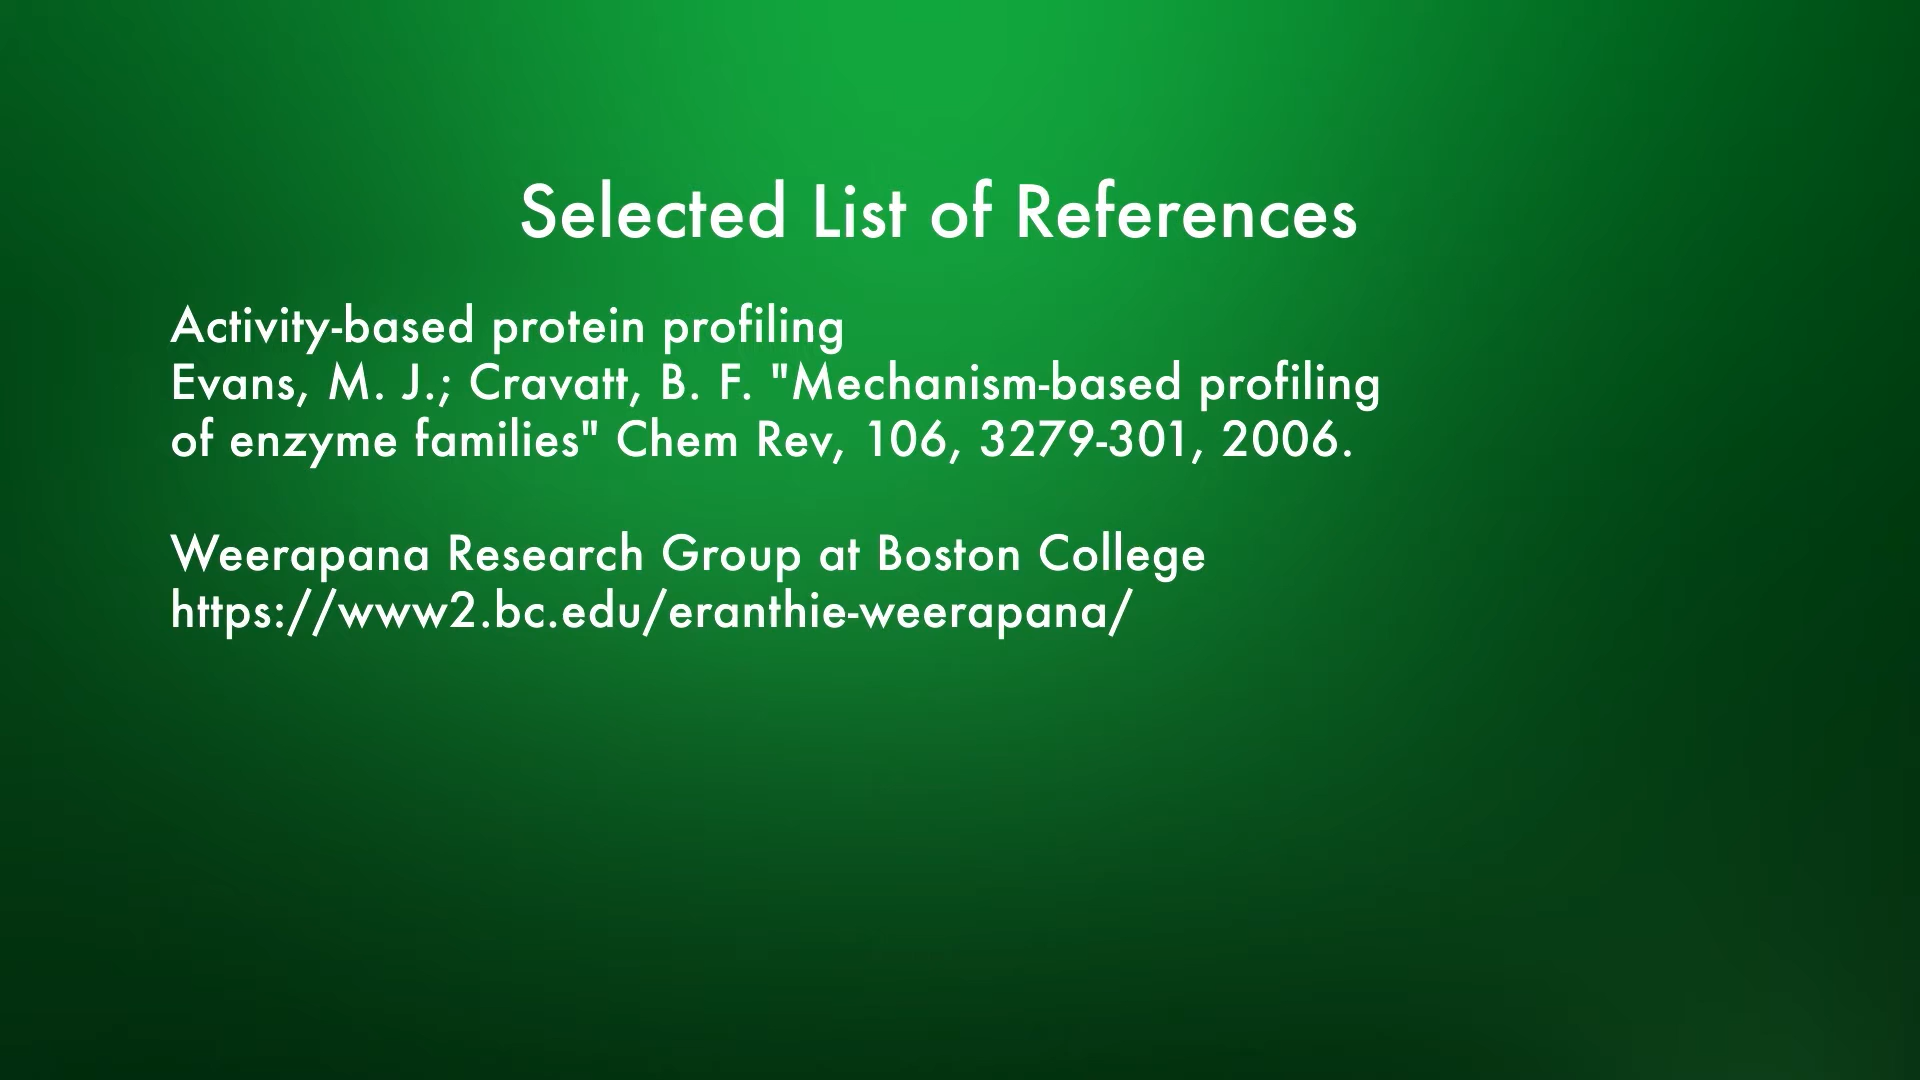 Selected List of References
Activity-based protein profiling
Evans, M. J.; Cravatt, B. F. "Mechanism-based profiling
of enzyme families" Chem Rev, 106, 3279-301, 2006.
Weerapana Research Group at Boston College
https://www2.bc.edu/eranthie-weerapana/